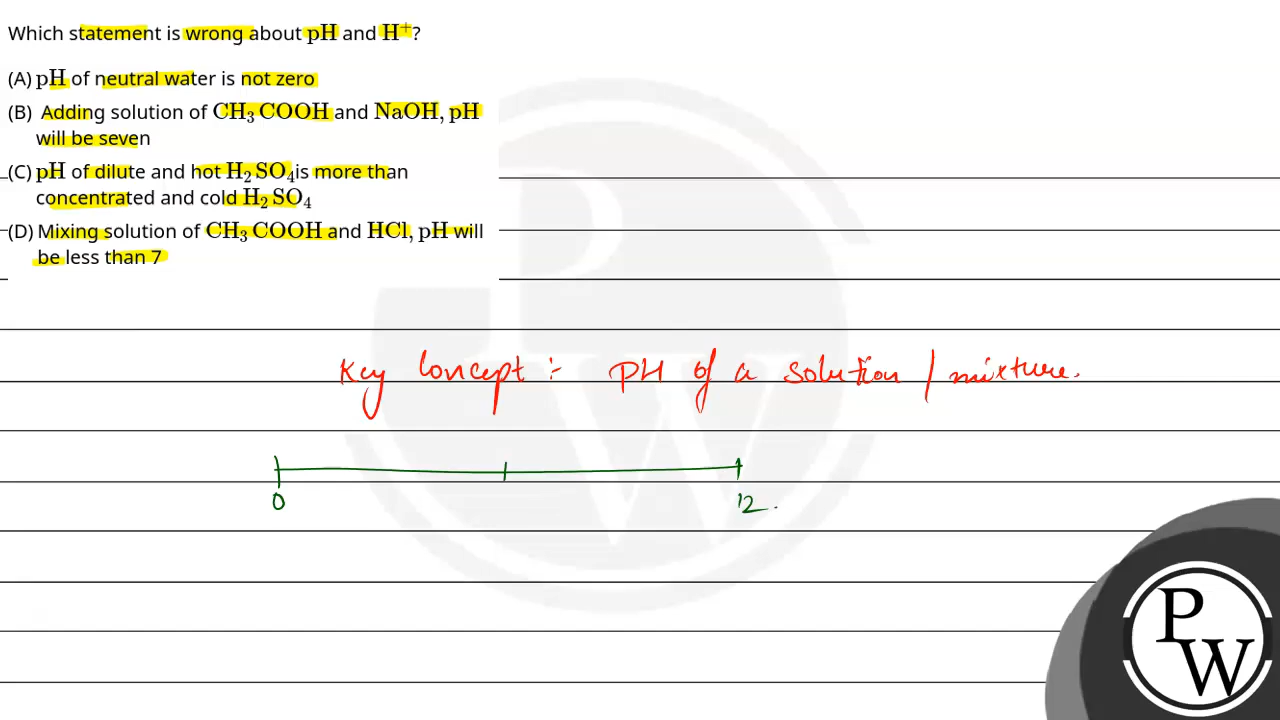 Which statement is wrong about pH and H⁺?
(A) pH of neutral water is not zero
(B) Adding solution of CH₃COOH and NaOH, pH
will be seven
(C) pH of dilute and hot H₂SO₄ is more than
concentrated and cold H₂SO₄
(D) Mixing solution of CH₃COOH and HCl, pH will
be less than 7
Key concept :- PH of a solution / mixture.
0 12.
P
W
P
W